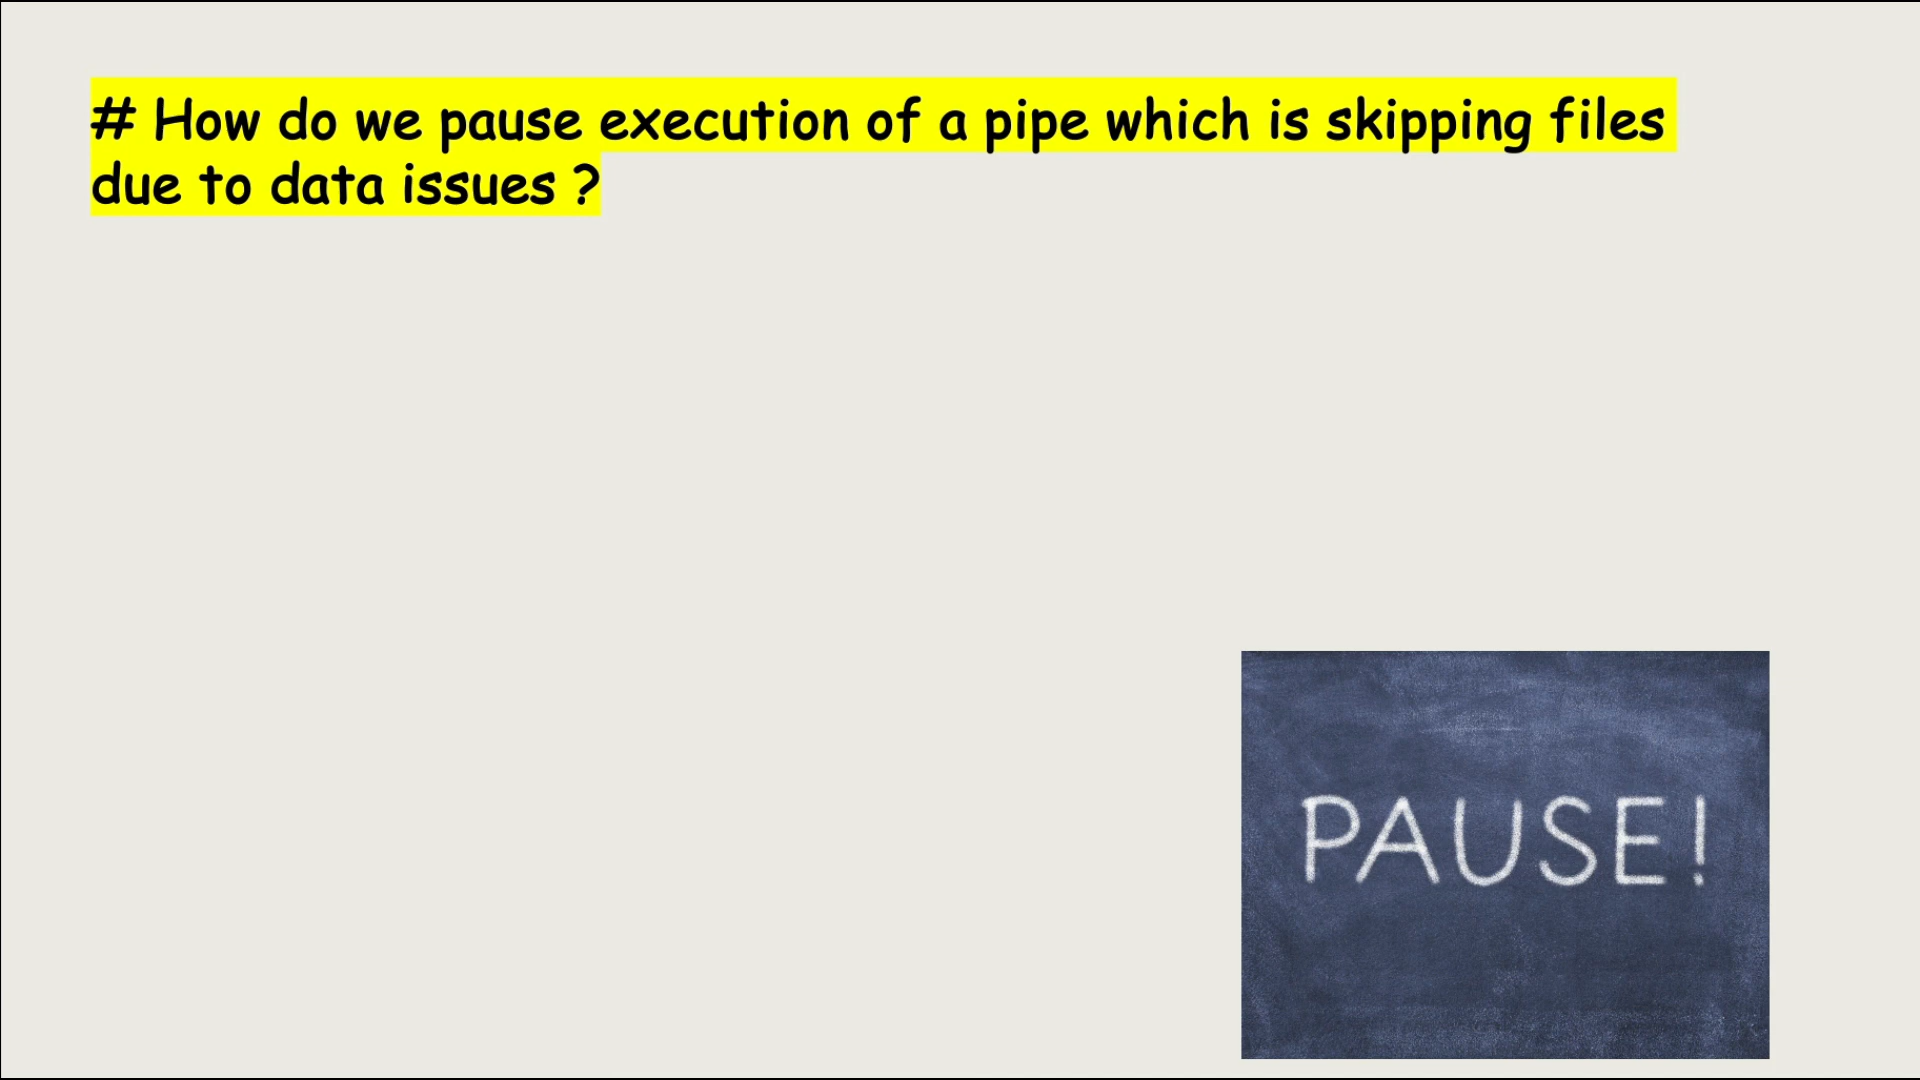 # How do we pause execution of a pipe which is skipping files
due to data issues ?
PAUSE!